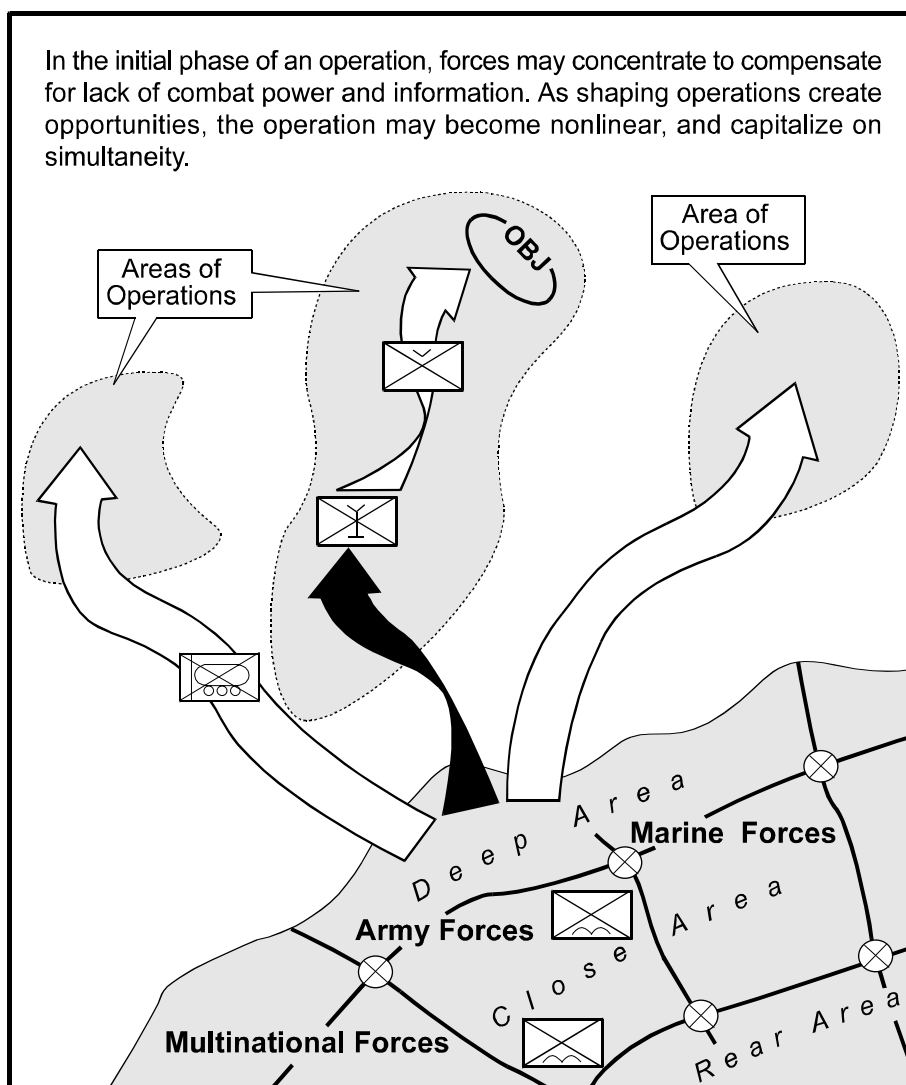 In the initial phase of an operation, forces may concentrate to compensate
for lack of combat power and information. As shaping operations create
opportunities, the operation may become nonlinear, and capitalize on
simultaneity.
Area of
Operations
OBJ
Areas of
Operations
Deep Area
Marine Forces
Army Forces
Close Area
Multinational Forces
Rear Area